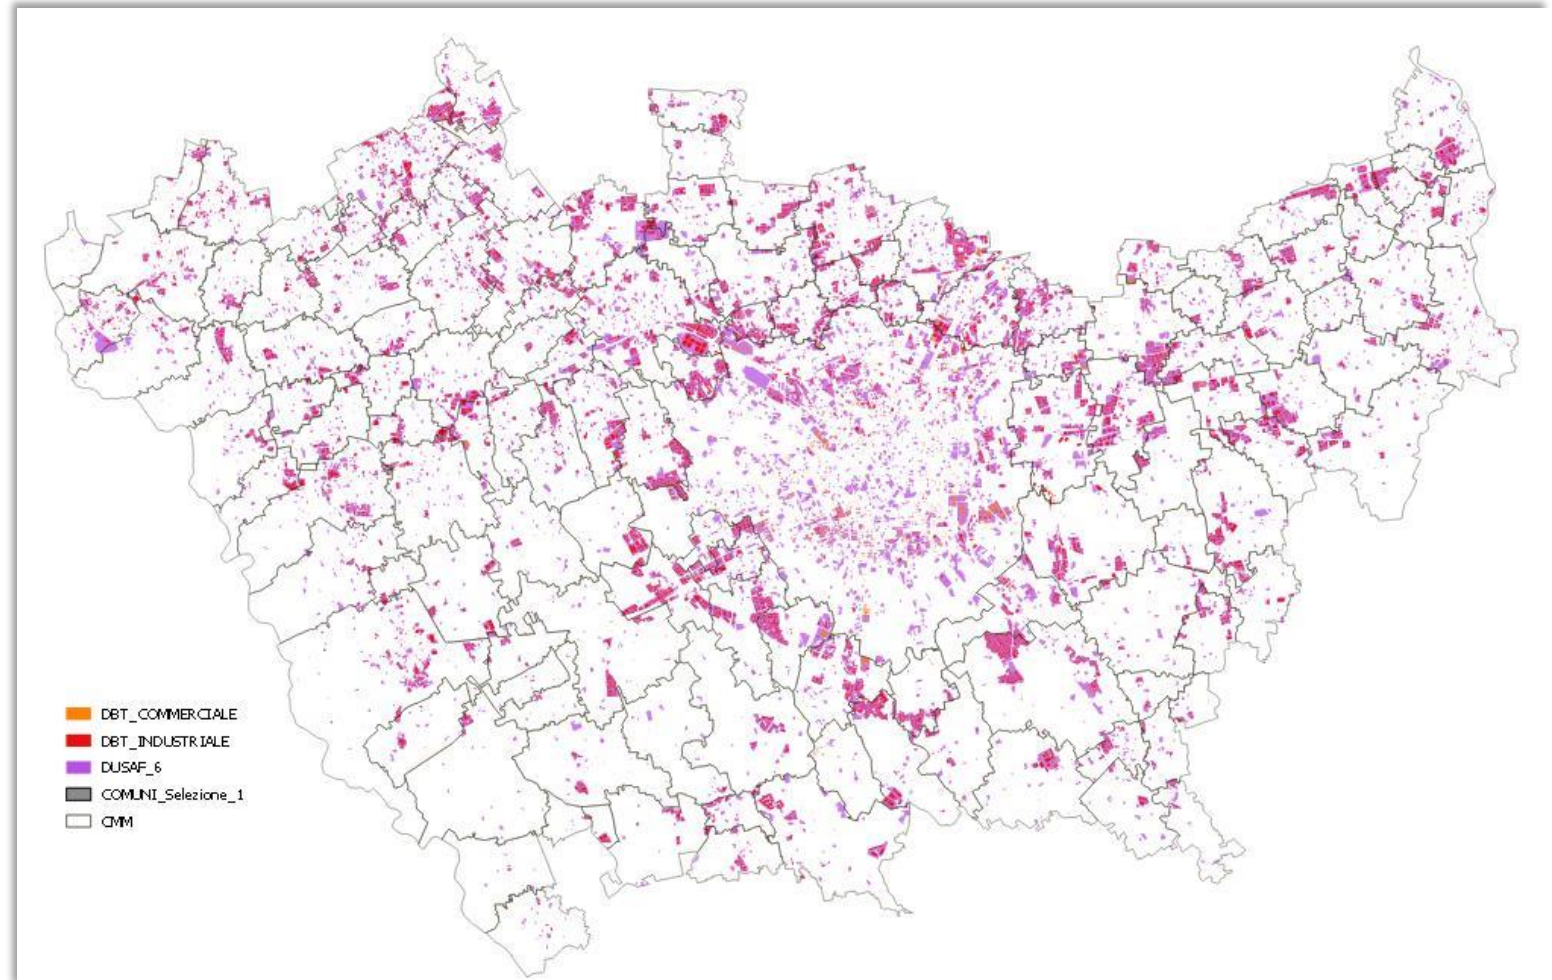 DBT_COMMERCIALE
DBT_INDUSTRIALE
DUSAF_6
COMUNI_Selezione_1
CMM